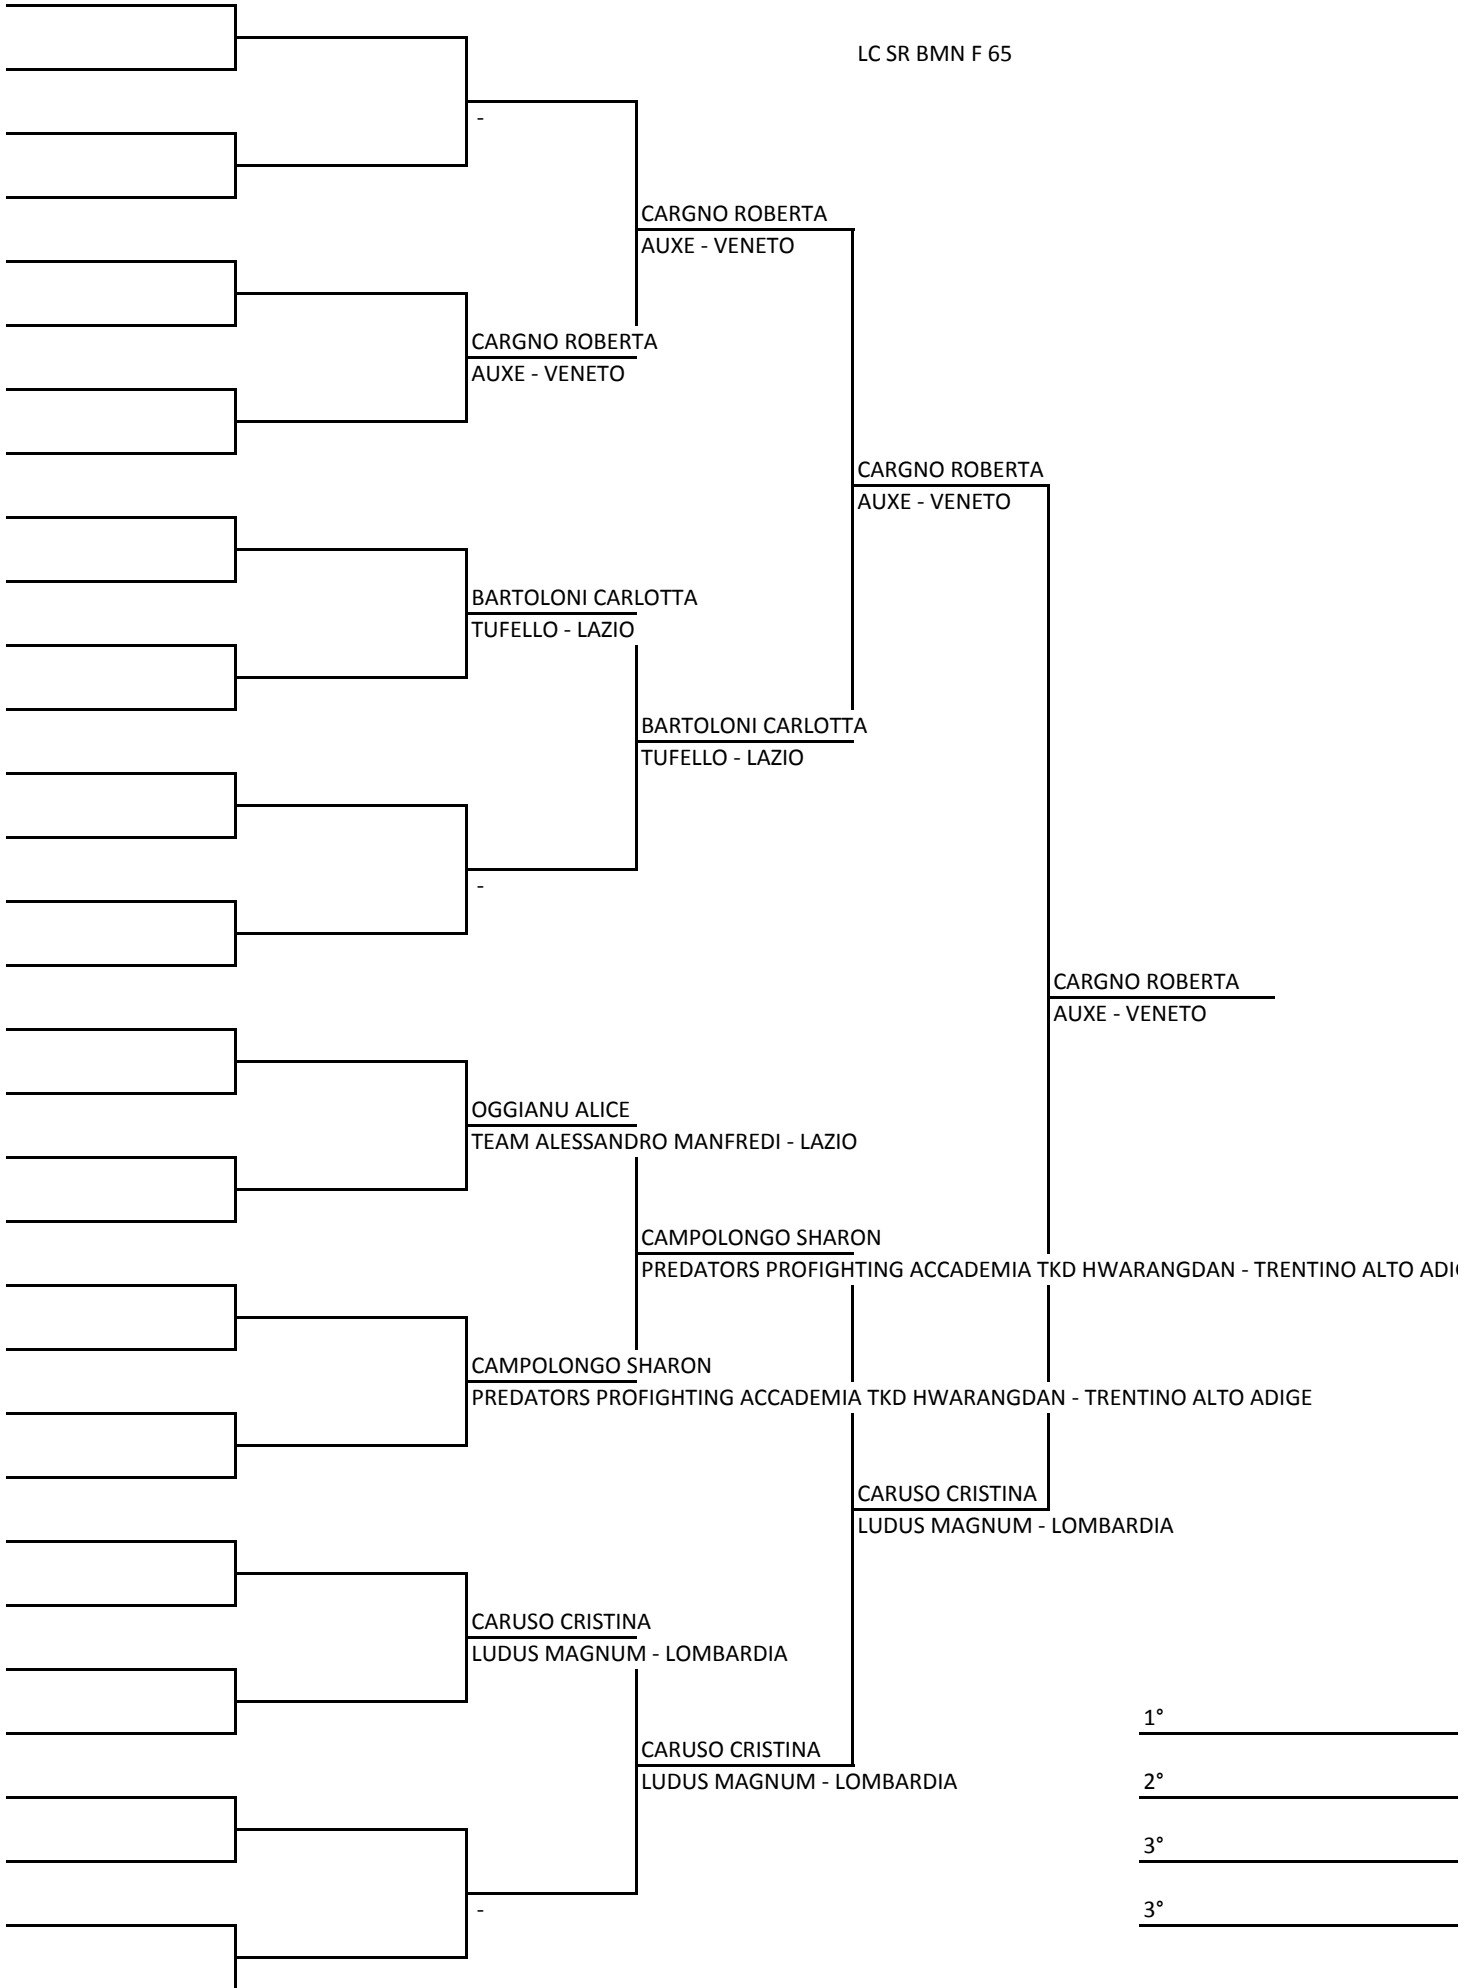 LC SR BMN F 65
-
CARGNO ROBERTA
AUXE - VENETO
CARGNO ROBERTA
AUXE - VENETO
CARGNO ROBERTA
AUXE - VENETO
BARTOLONI CARLOTTA
TUFELLO - LAZIO
BARTOLONI CARLOTTA
TUFELLO - LAZIO
-
CARGNO ROBERTA
AUXE - VENETO
OGGIANU ALICE
TEAM ALESSANDRO MANFREDI - LAZIO
CAMPOLONGO SHARON
PREDATORS PROFIGHTING ACCADEMIA TKD HWARANGDAN - TRENTINO ALTO
CAMPOLONGO SHARON
PREDATORS PROFIGHTING ACCADEMIA TKD HWARANGDAN - TRENTINO ALTO ADIGE
CARUSO CRISTINA
LUDUS MAGNUM - LOMBARDIA
CARUSO CRISTINA
LUDUS MAGNUM - LOMBARDIA
1°
CARUSO CRISTINA
LUDUS MAGNUM - LOMBARDIA
2°
3°
-
3°